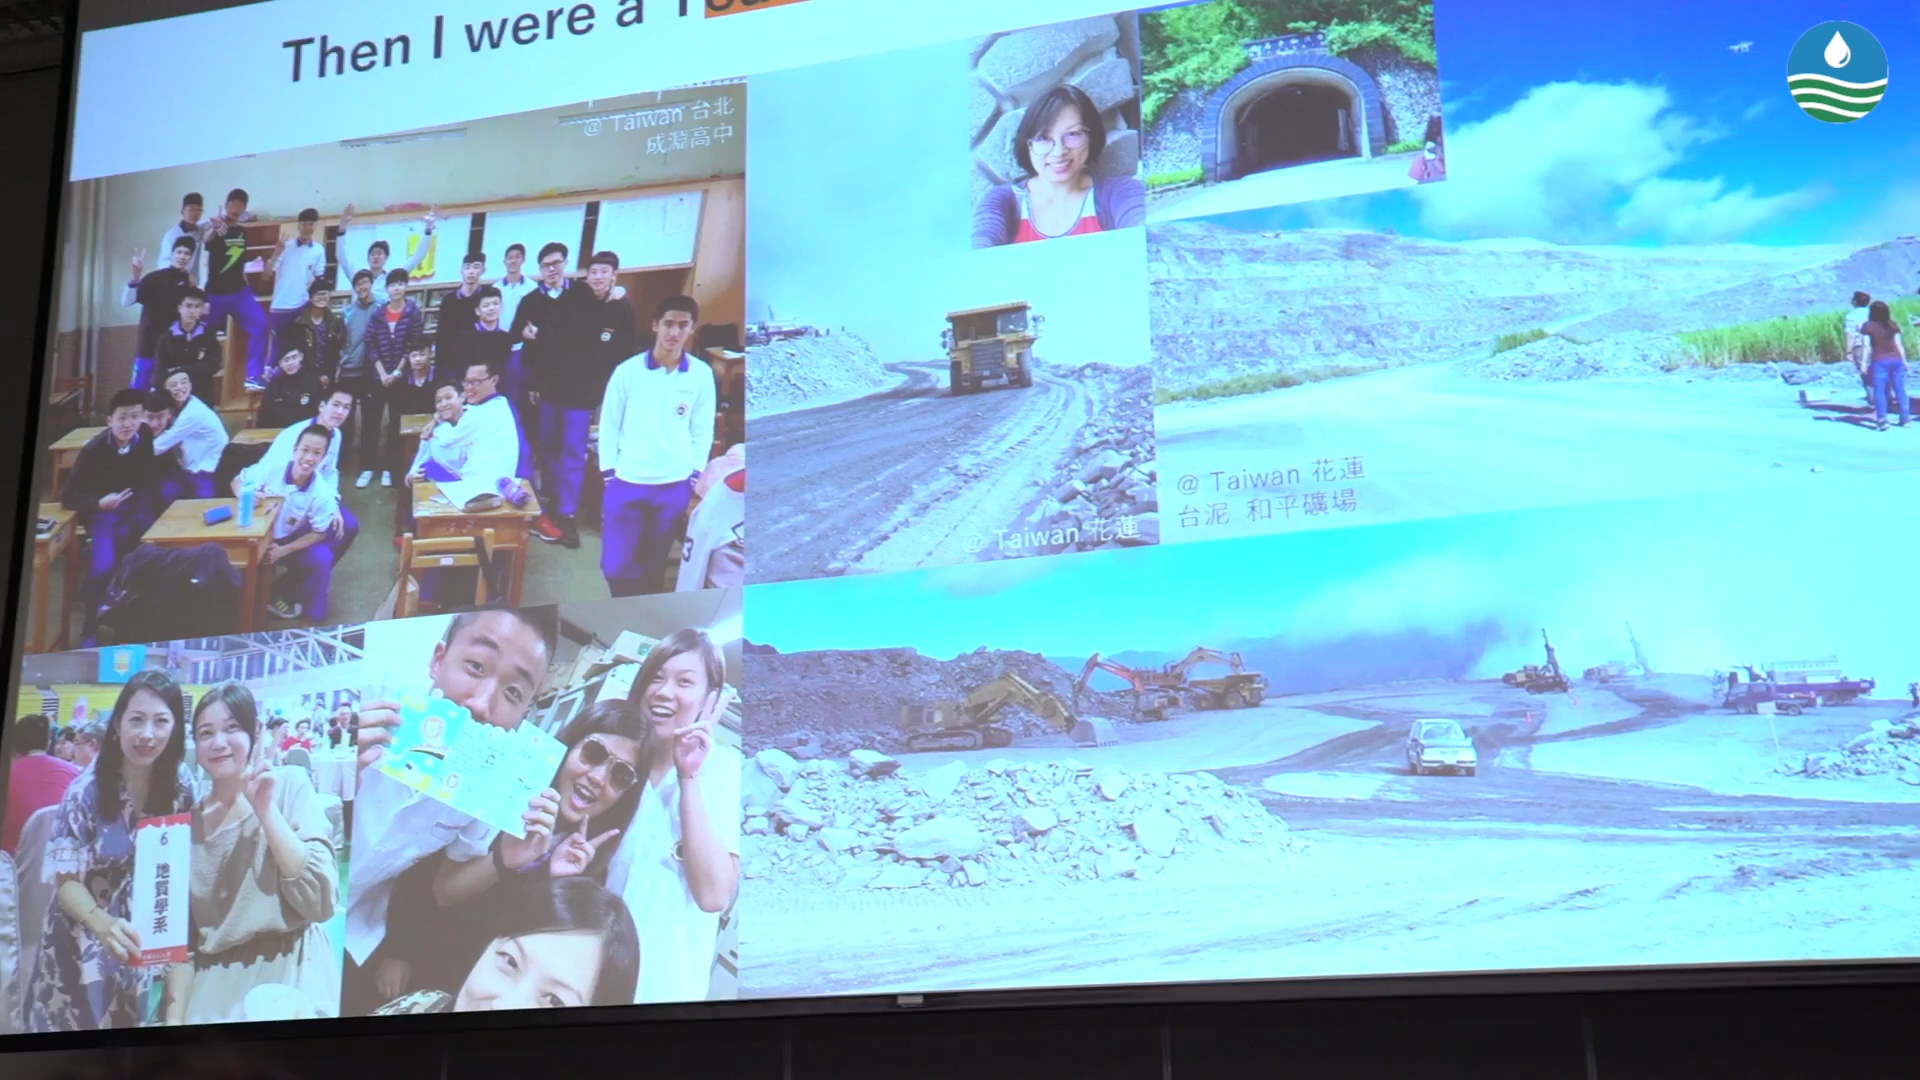 Then I were a
@ Taiwan 台北
成淵高中
@ Taiwan 花蓮
@ Taiwan 花蓮
台泥 和平礦場
6
地質學系